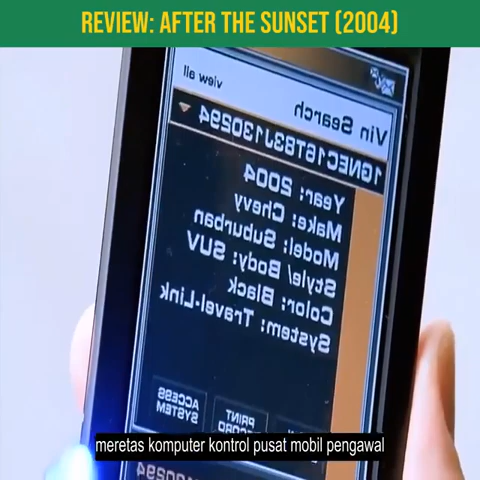 REVIEW: AFTER THE SUNSET (2004)
view all
Vin Search
1GNEC16T83J130294
Year: 2004
Make: Chevy
Model: Suburban
Style/ Body: SUV
Color: Black
System: Travel-Link
PRINT
ACCESS
SYSTEM
meretas komputer kontrol pusat mobil pengawal